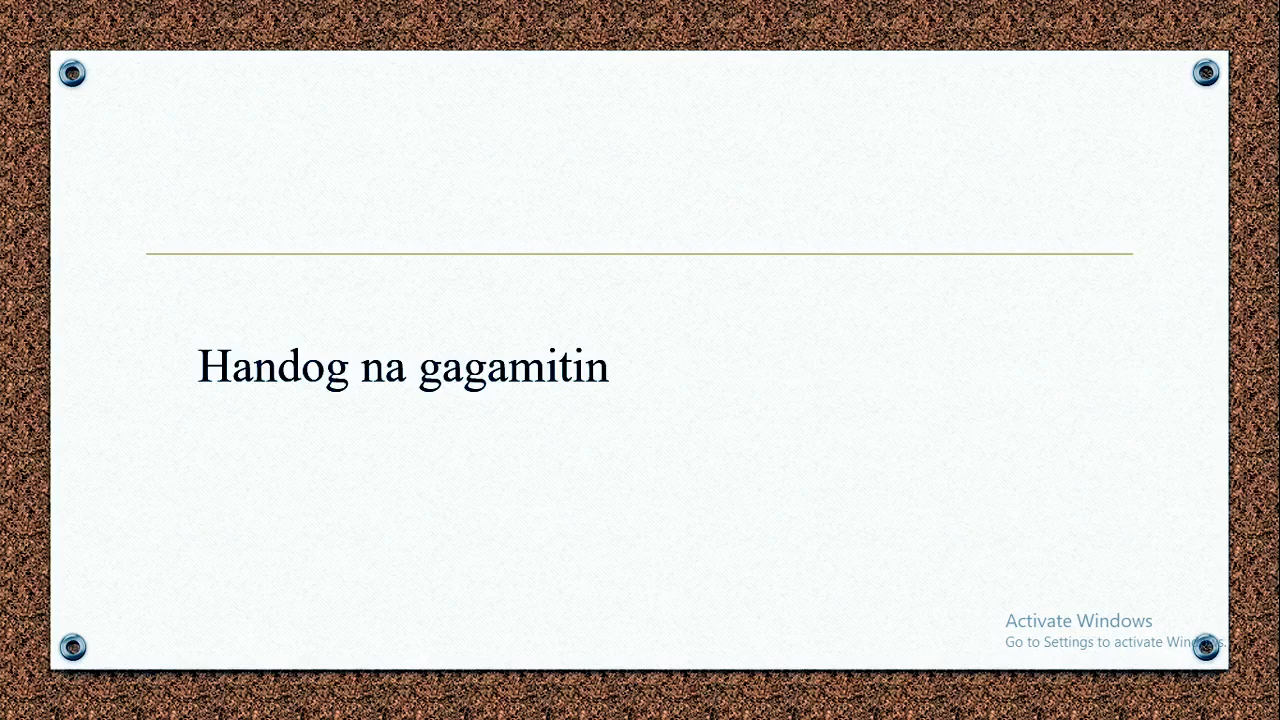 Handog na gagamitin
Activate Windows
Go to Settings to activate Windows.